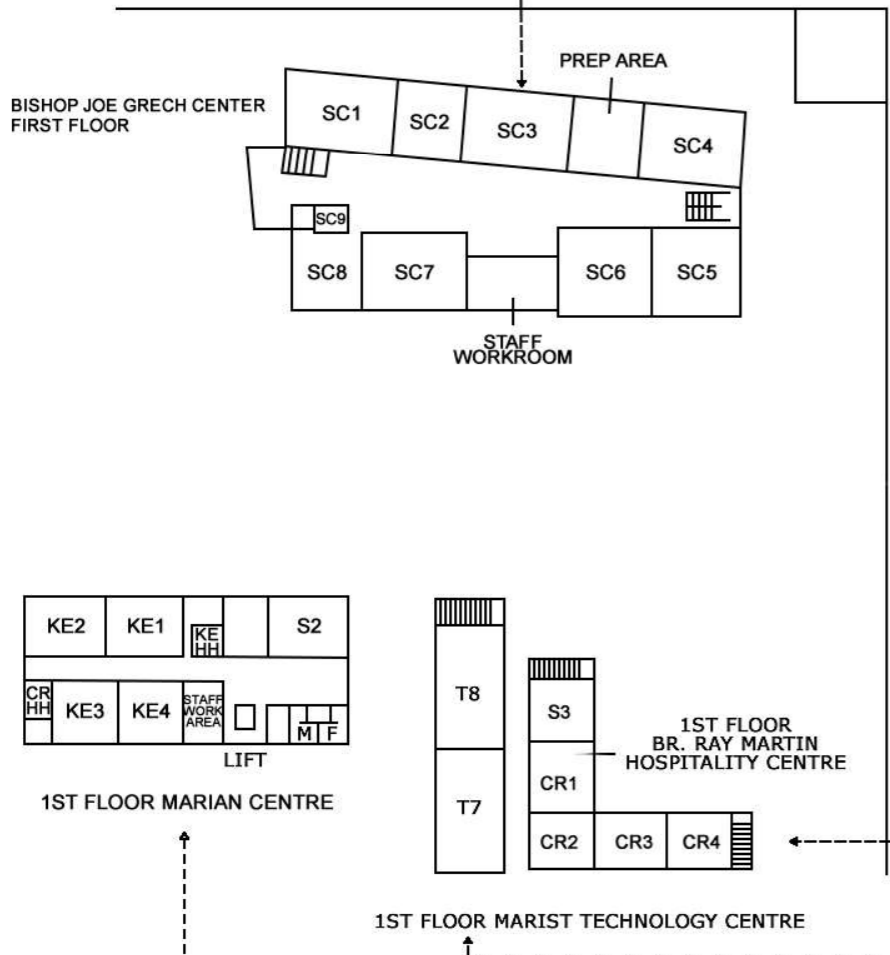 PREP AREA
BISHOP JOE GRECH CENTER
FIRST FLOOR
SC1
SC2
SC3
SC4
SC9
SC8
SC7
SC6
SC5
STAFF
WORKROOM
KE2
KE1
KE
HH
S2
CR
HH
KE3
KE4
STAFF
WORK
AREA
M
F
LIFT
1ST FLOOR MARIAN CENTRE
T8
T7
S3
CR1
CR2
CR3
CR4
1ST FLOOR
BR. RAY MARTIN
HOSPITALITY CENTRE
1ST FLOOR MARIST TECHNOLOGY CENTRE